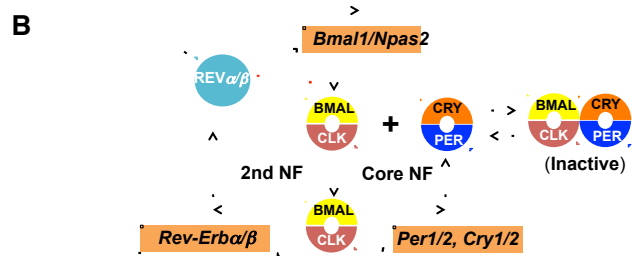 B
Bmal1/Npas2
REVα/β
BMAL
CLK
+
CRY
PER
BMAL
CLK
CRY
PER
(Inactive)
2nd NF
Core NF
BMAL
CLK
Rev-Erbα/β
Per1/2, Cry1/2